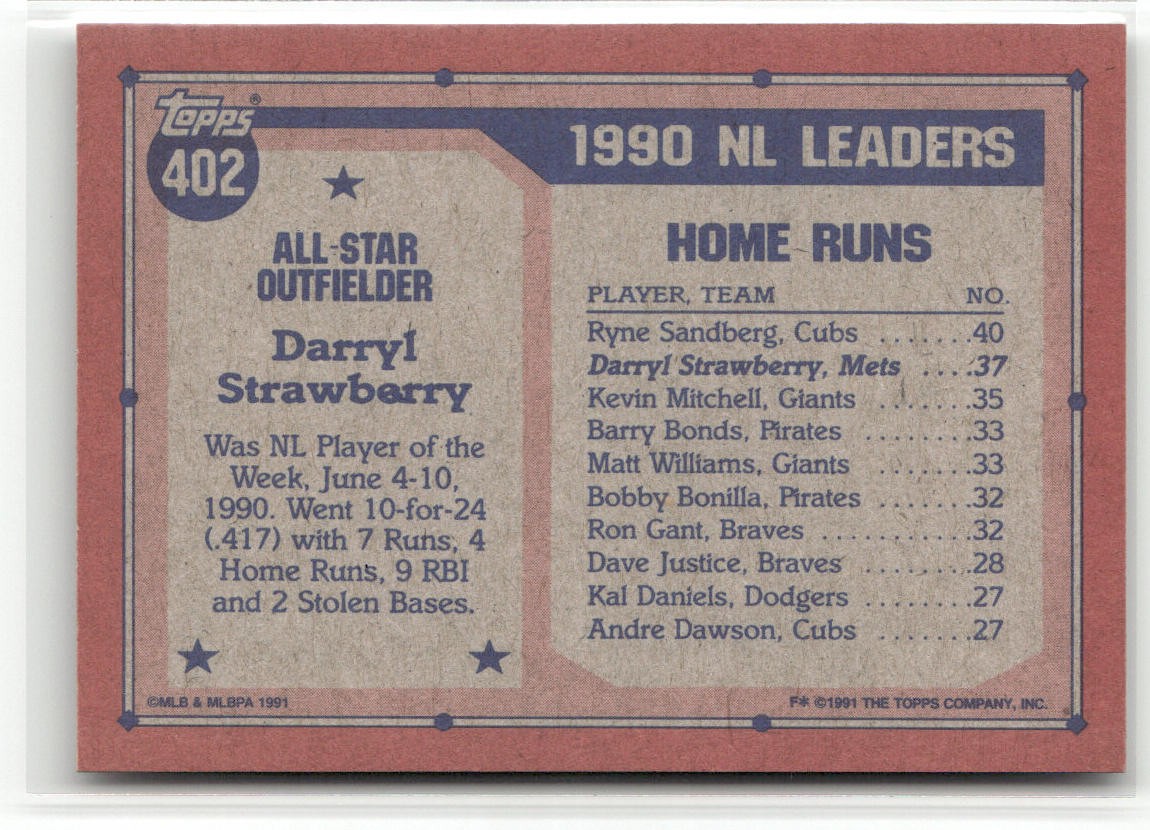 topps®
402
ALL-STAR
OUTFIELDER
Darryl
Strawberry
Was NL Player of the
Week, June 4-10,
1990. Went 10-for-24
(.417) with 7 Runs, 4
Home Runs, 9 RBI
and 2 Stolen Bases.
©MLB & MLBPA 1991
1990 NL LEADERS
HOME RUNS
PLAYER, TEAM NO.
Ryne Sandberg, Cubs .......40
Darryl Strawberry, Mets ....37
Kevin Mitchell, Giants .......35
Barry Bonds, Pirates ........33
Matt Williams, Giants .......33
Bobby Bonilla, Pirates .......32
Ron Gant, Braves ...........32
Dave Justice, Braves ........28
Kal Daniels, Dodgers ........27
Andre Dawson, Cubs .......27
F* ©1991 THE TOPPS COMPANY, INC.